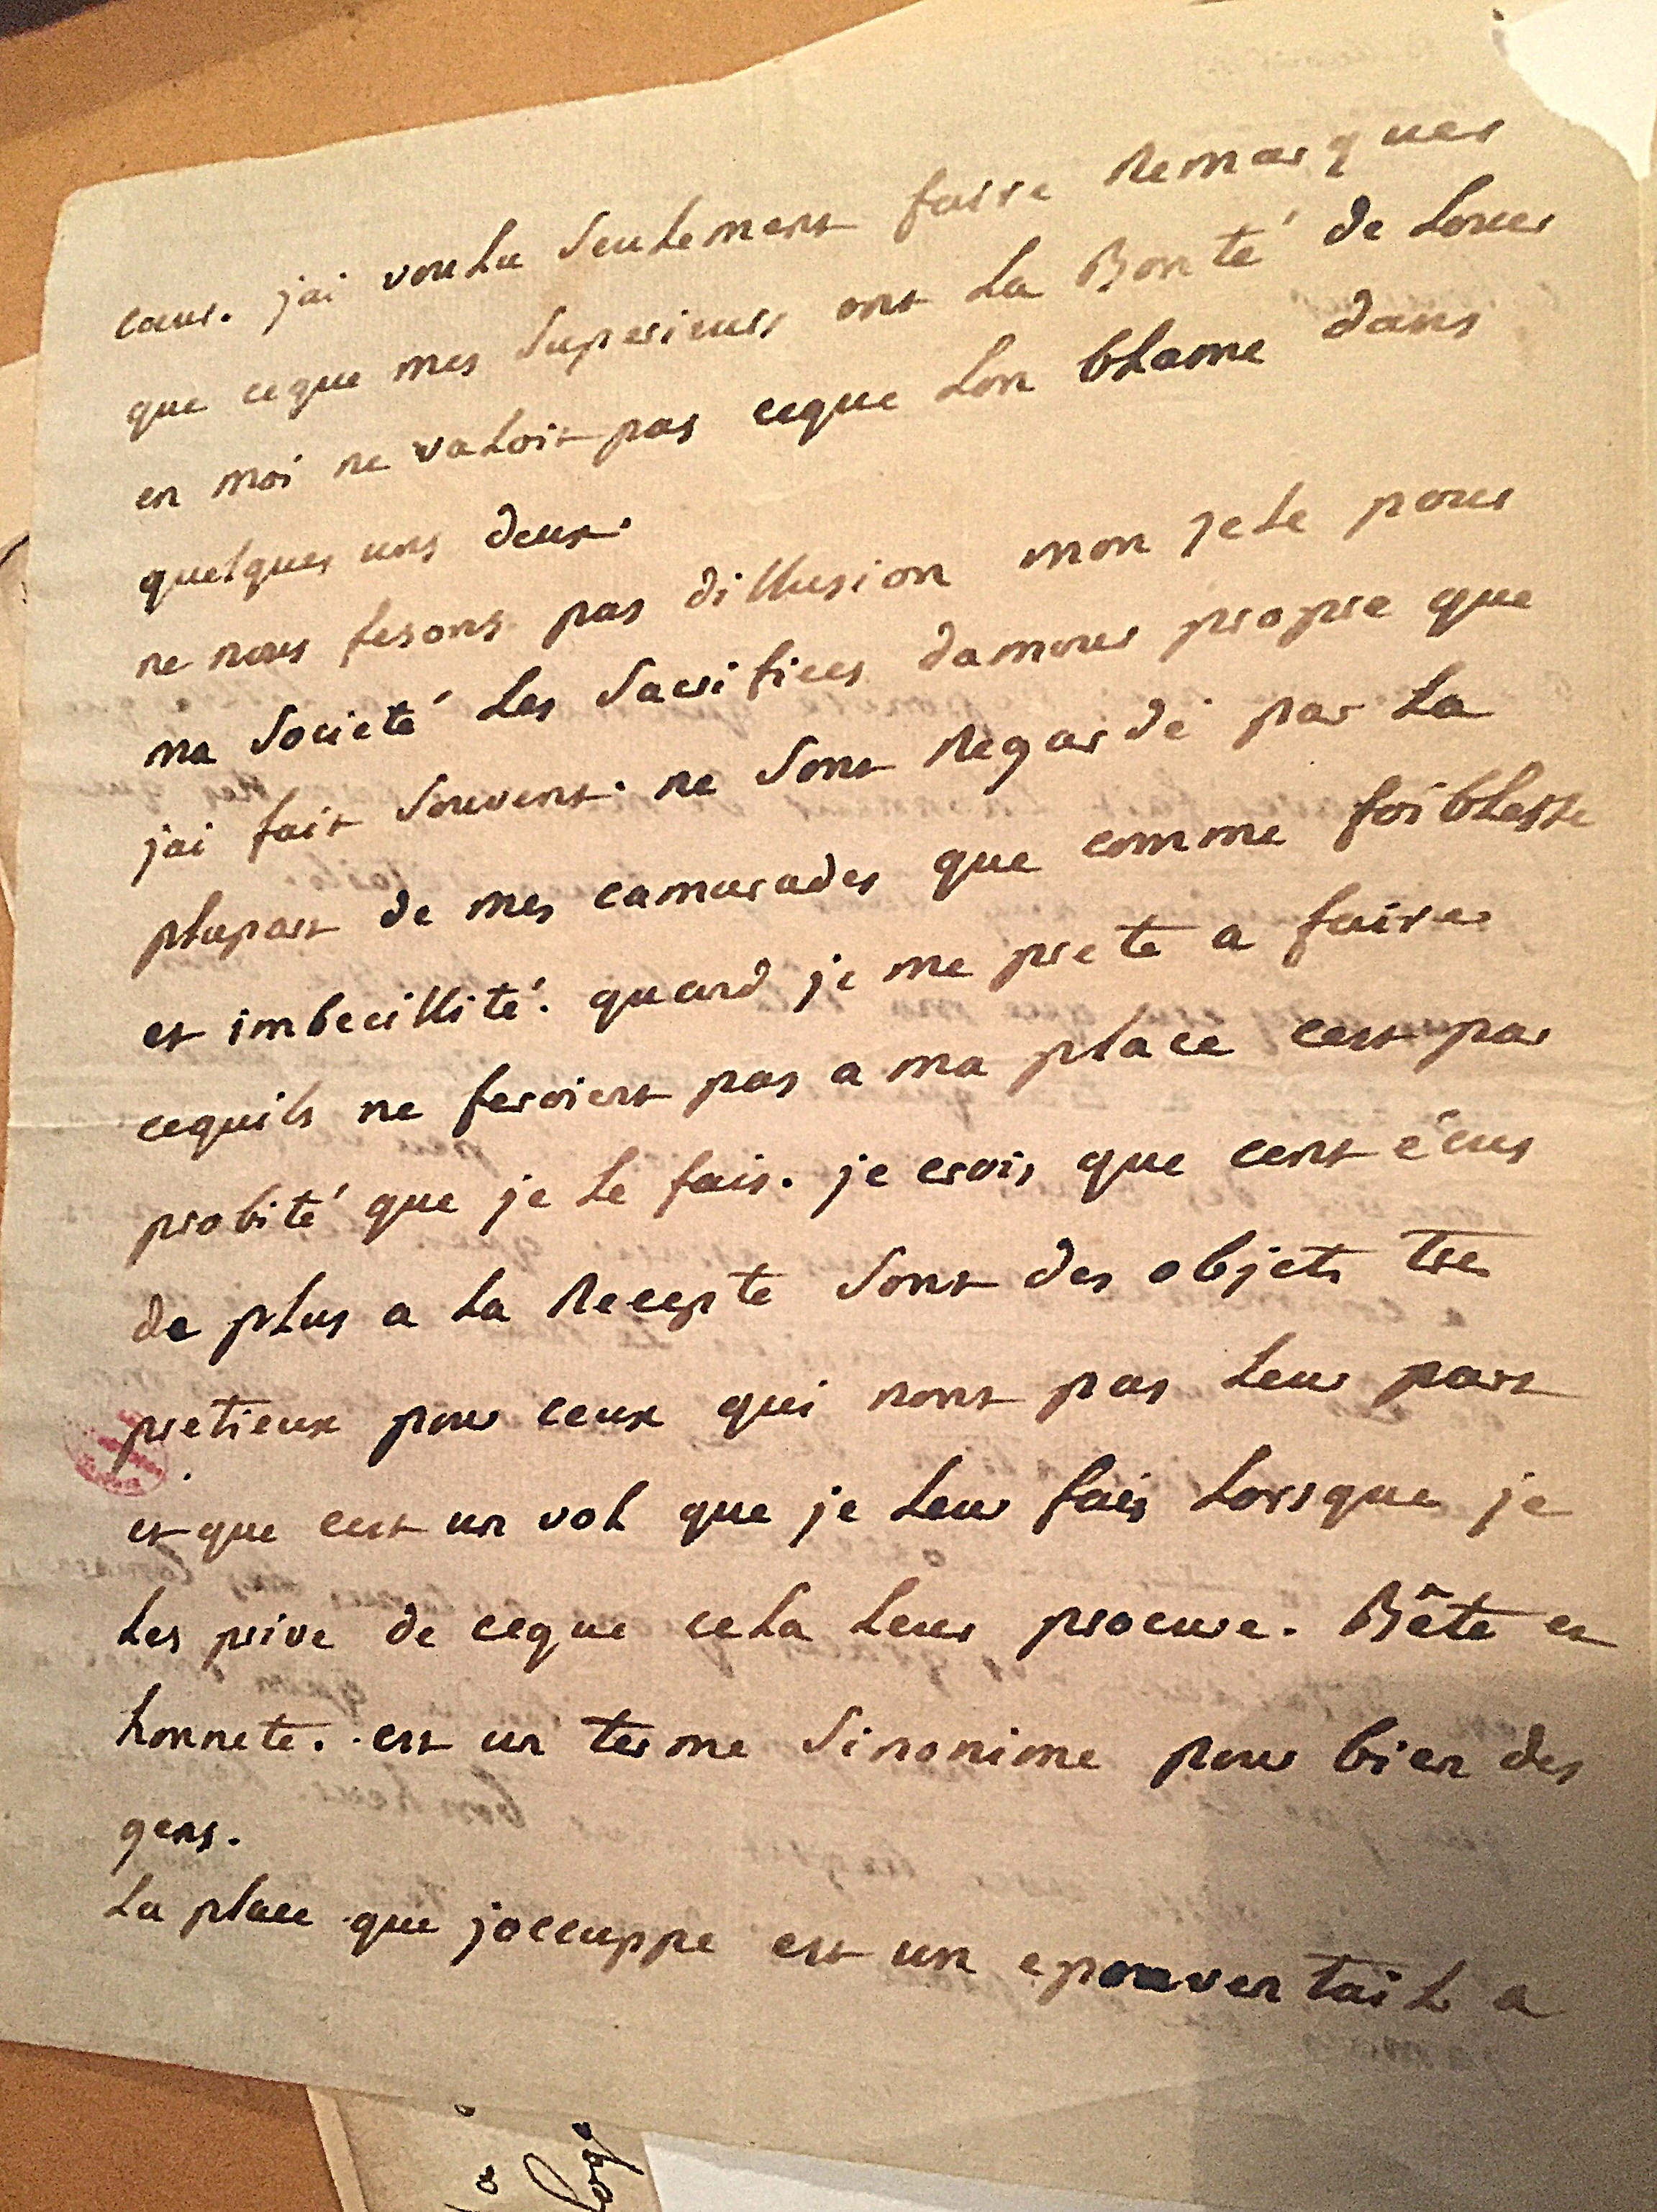 cœur. jai voulu seulement faire remarquer
que ceque mes superieurs ont la Bonté de louer
en moi ne valoit pas ceque lon blame dans
quelques uns deux.
ne nous fesons pas dillusion mon zele pour
ma societé les sacrifices damour propre que
jai fait souvent. ne sont regardé par la
plupart de mes camarades que comme foiblesse
et imbecillité. quand je me prete a faire
cequils ne feroient pas a ma place cest par
probité que je le fais. je crois que cent écus
de plus a la recepte sont des objets tres
pretieux pour ceux qui nont pas leur part
et que cest un vol que je leur fais lorsque je
les prive de ceque cela leur procure. Bête et
honnete. est un terme sinonime pour bien des
gens.
la place que joccuppe est un epouventail a